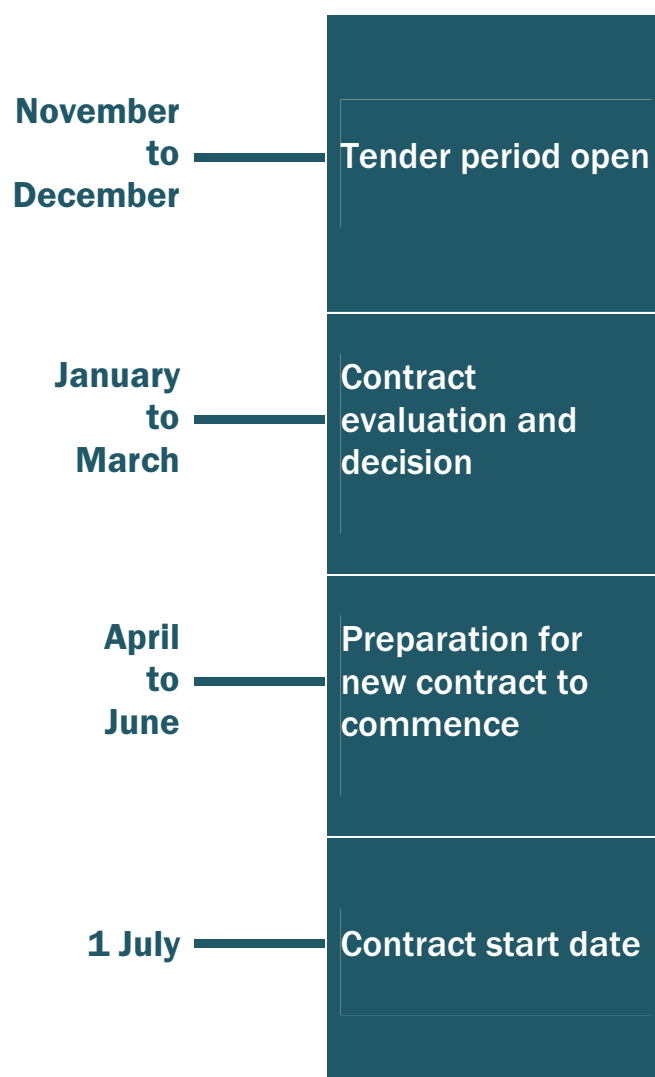 November
to
December
Tender period open
January
to
March
Contract
evaluation and
decision
April
to
June
Preparation for
new contract to
commence
1 July
Contract start date